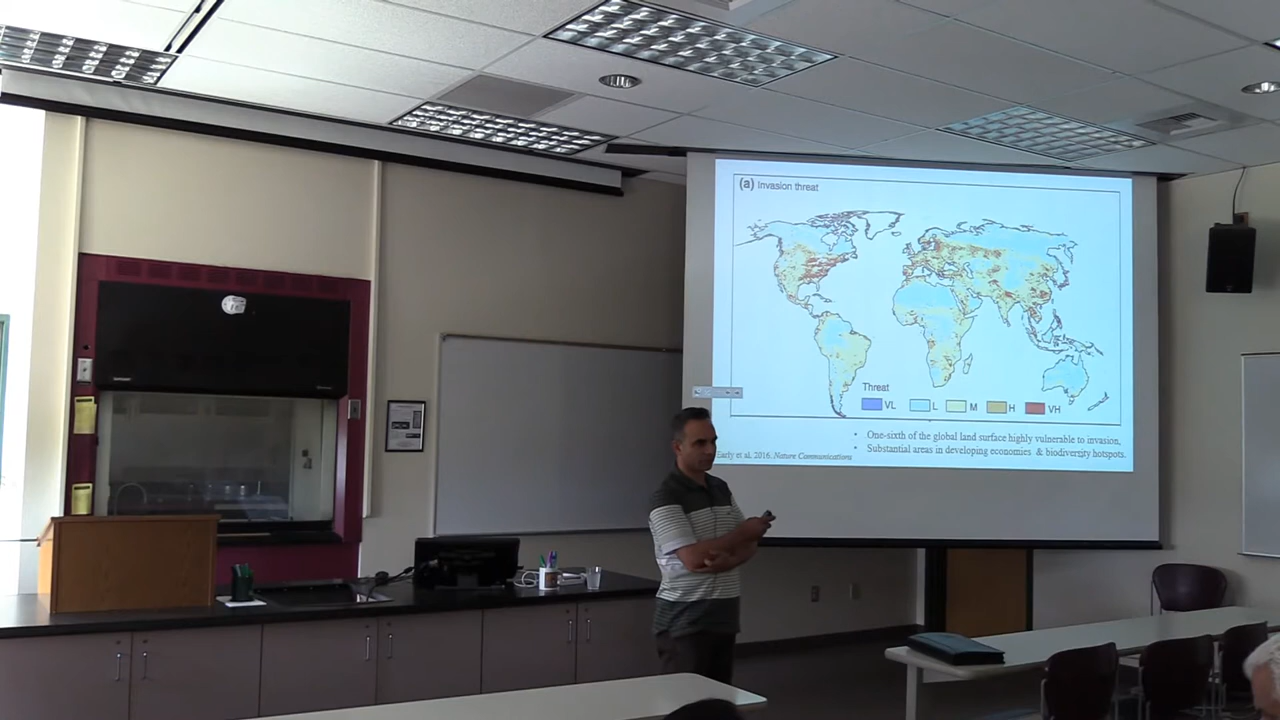 (a) Invasion threat
Threat
VL L M H VH
• One-sixth of the global land surface highly vulnerable to invasion,
• Substantial areas in developing economies & biodiversity hotspots.
Early et al. 2016. Nature Communications